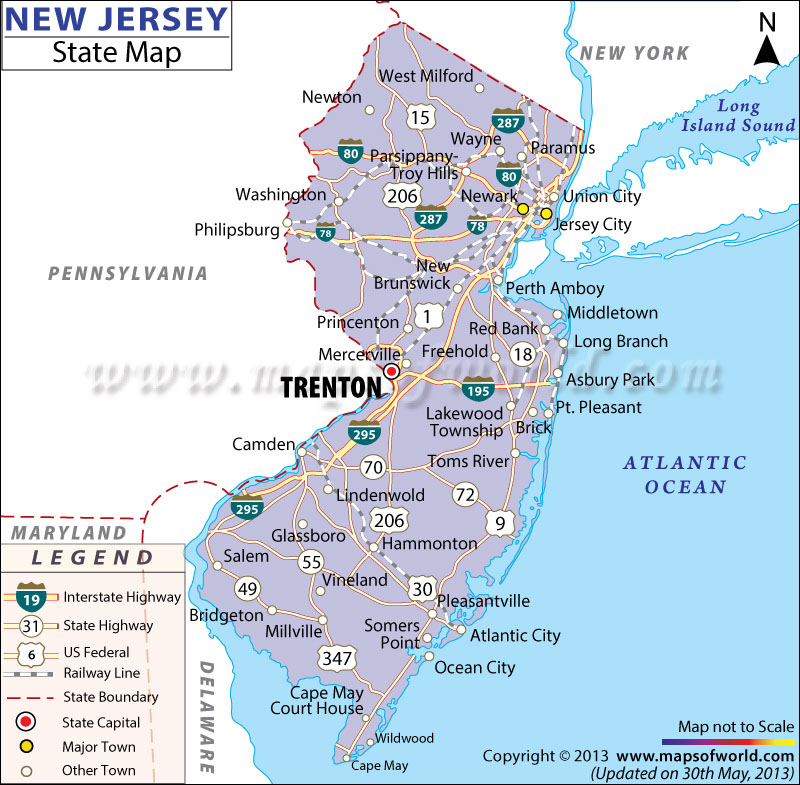 NEW JERSEY
State Map
N
NEW YORK
Long
Island Sound
West Milford
Newton
15
287
Wayne
Paramus
80
Parsippany-
Troy Hills
80
Washington
206
Newark
Union City
287
78
Jersey City
Philipsburg
78
PENNSYLVANIA
New
Brunswick
Perth Amboy
Princenton
1
Middletown
Red Bank
Long Branch
Mercerville
Freehold
18
www.mapsofworld.com
TRENTON
195
Asbury Park
Lakewood
Township
Pt. Pleasant
Brick
295
Camden
70
Toms River
ATLANTIC
OCEAN
295
Lindenwold
72
206
9
MARYLAND
Glassboro
Hammonton
Salem
55
49
Vineland
30
Pleasantville
Bridgeton
Millville
Somers
Point
Atlantic City
347
Ocean City
DELAWARE
Cape May
Court House
Wildwood
Cape May
LEGEND
19 Interstate Highway
31 State Highway
6 US Federal
Railway Line
State Boundary
State Capital
Major Town
Other Town
Map not to Scale
Copyright © 2013 www.mapsofworld.com
(Updated on 30th May, 2013)